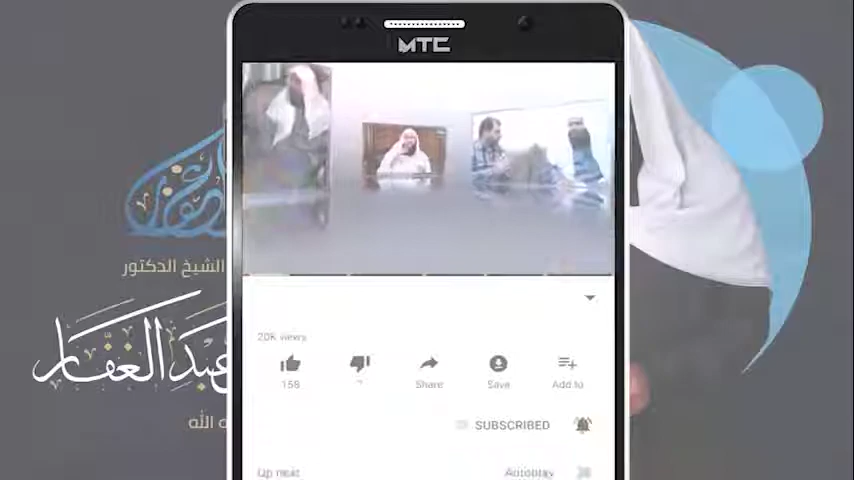 MTC
الشيخ الدكتور
عبد الغفار
ه الله
20K views
158
Share
Save
Add to
SUBSCRIBED
Up next
Autoplay